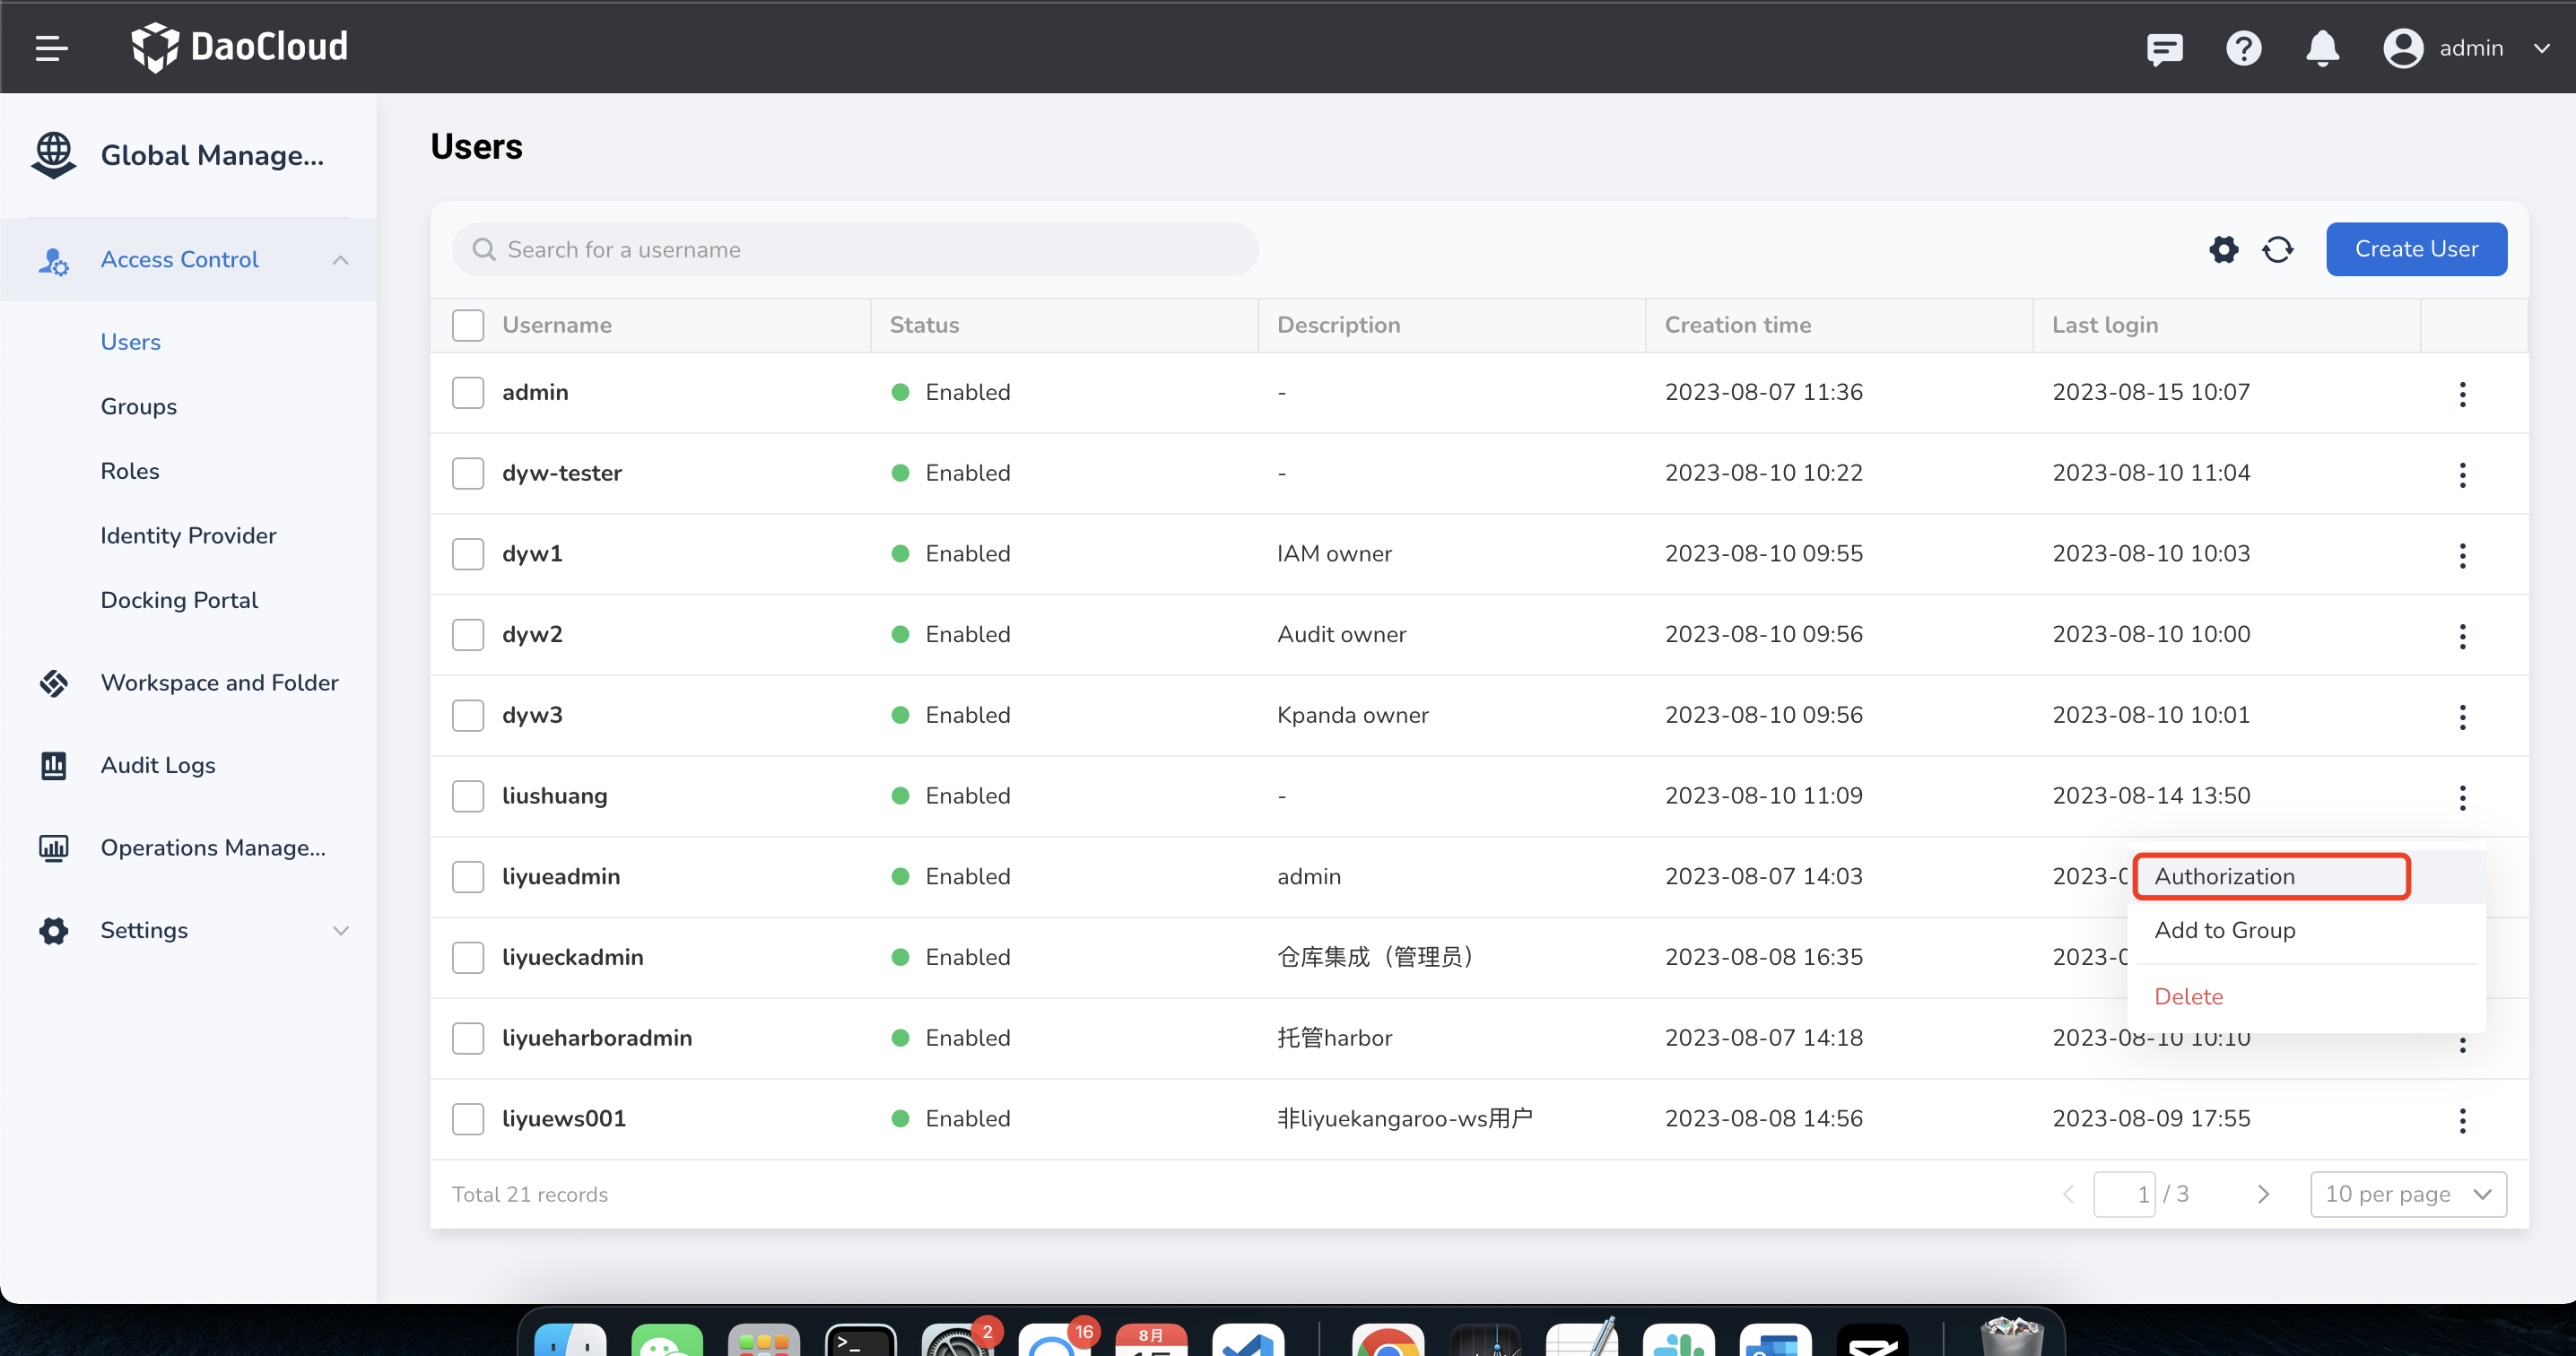 DaoCloud
admin
Global Manage...
Access Control
Users
Groups
Roles
Identity Provider
Docking Portal
Workspace and Folder
Audit Logs
Operations Manage...
Settings
Users
Search for a username
Create User
Username Status Description Creation time Last login
admin Enabled - 2023-08-07 11:36 2023-08-15 10:07
dyw-tester Enabled - 2023-08-10 10:22 2023-08-10 11:04
dyw1 Enabled IAM owner 2023-08-10 09:55 2023-08-10 10:03
dyw2 Enabled Audit owner 2023-08-10 09:56 2023-08-10 10:00
dyw3 Enabled Kpanda owner 2023-08-10 09:56 2023-08-10 10:01
liushuang Enabled - 2023-08-10 11:09 2023-08-14 13:50
liyueadmin Enabled admin 2023-08-07 14:03 2023-0
liyueckadmin Enabled 仓库集成（管理员） 2023-08-08 16:35 2023-0
liyueharboradmin Enabled 托管harbor 2023-08-07 14:18 2023-08-10 10:10
liyuews001 Enabled 非liyuekangaroo-ws用户 2023-08-08 14:56 2023-08-09 17:55
Authorization
Add to Group
Delete
Total 21 records
1 / 3
10 per page
2
16
8月